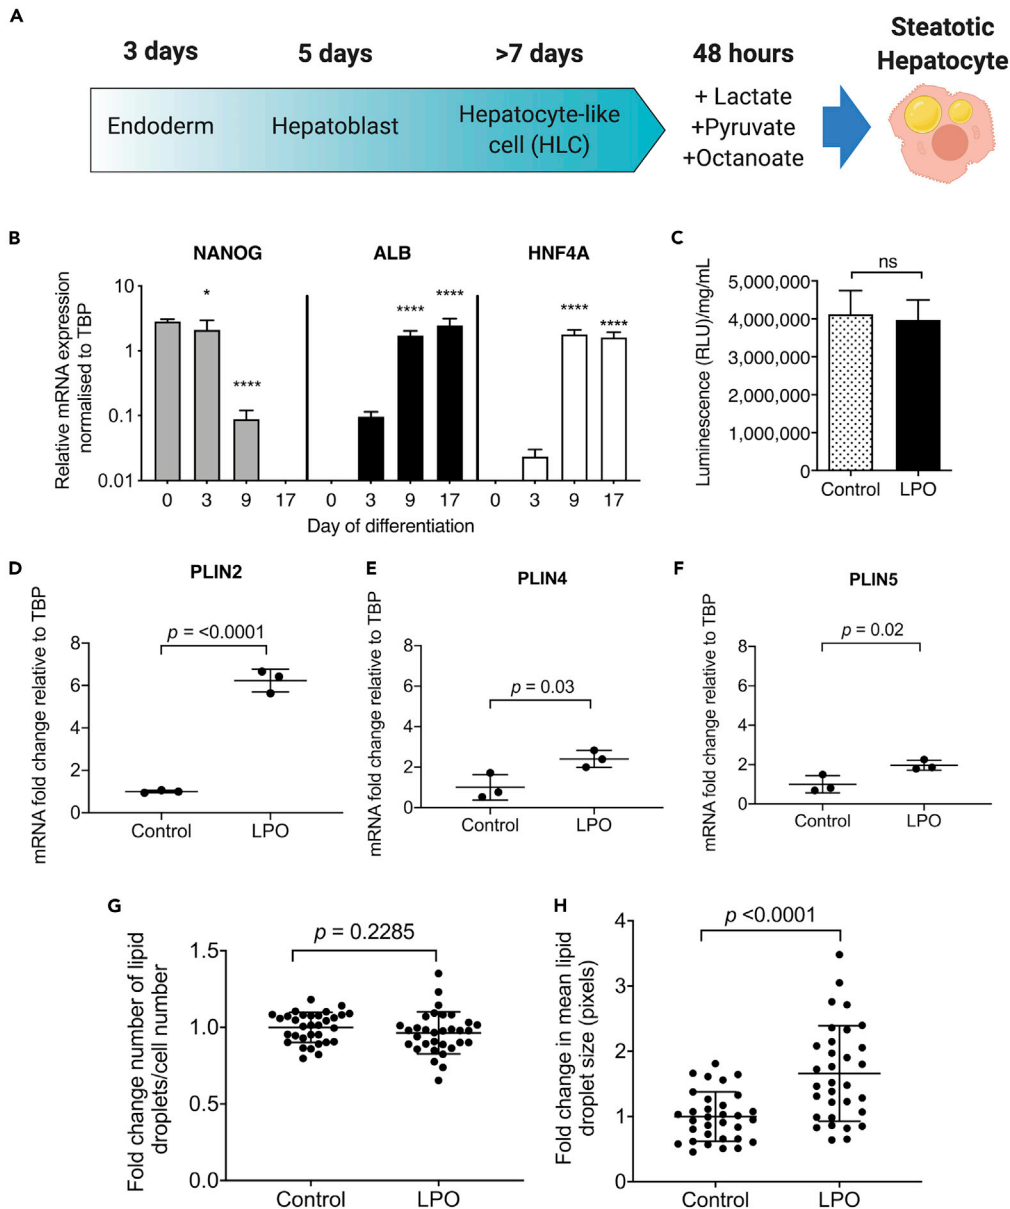 A
3 days
5 days
>7 days
48 hours
Steatotic
Hepatocyte
Endoderm
Hepatoblast
Hepatocyte-like
cell (HLC)
+ Lactate
+Pyruvate
+Octanoate
B
NANOG
ALB
HNF4A
Relative mRNA expression
normalised to TBP
10
1
0.1
0.01
*
****
****
****
****
****
0
3
9
17
0
3
9
17
0
3
9
17
Day of differentiation
C
ns
Luminescence (RLU)/mg/mL
5,000,000
4,000,000
3,000,000
2,000,000
1,000,000
0
Control
LPO
D
PLIN2
mRNA fold change relative to TBP
p = <0.0001
8
6
4
2
0
Control
LPO
E
PLIN4
mRNA fold change relative to TBP
p = 0.03
8
6
4
2
0
Control
LPO
F
PLIN5
mRNA fold change relative to TBP
p = 0.02
8
6
4
2
0
Control
LPO
G
Fold change number of lipid
droplets/cell number
p = 0.2285
1.5
1.0
0.5
0.0
Control
LPO
H
Fold change in mean lipid
droplet size (pixels)
p <0.0001
4
3
2
1
0
Control
LPO